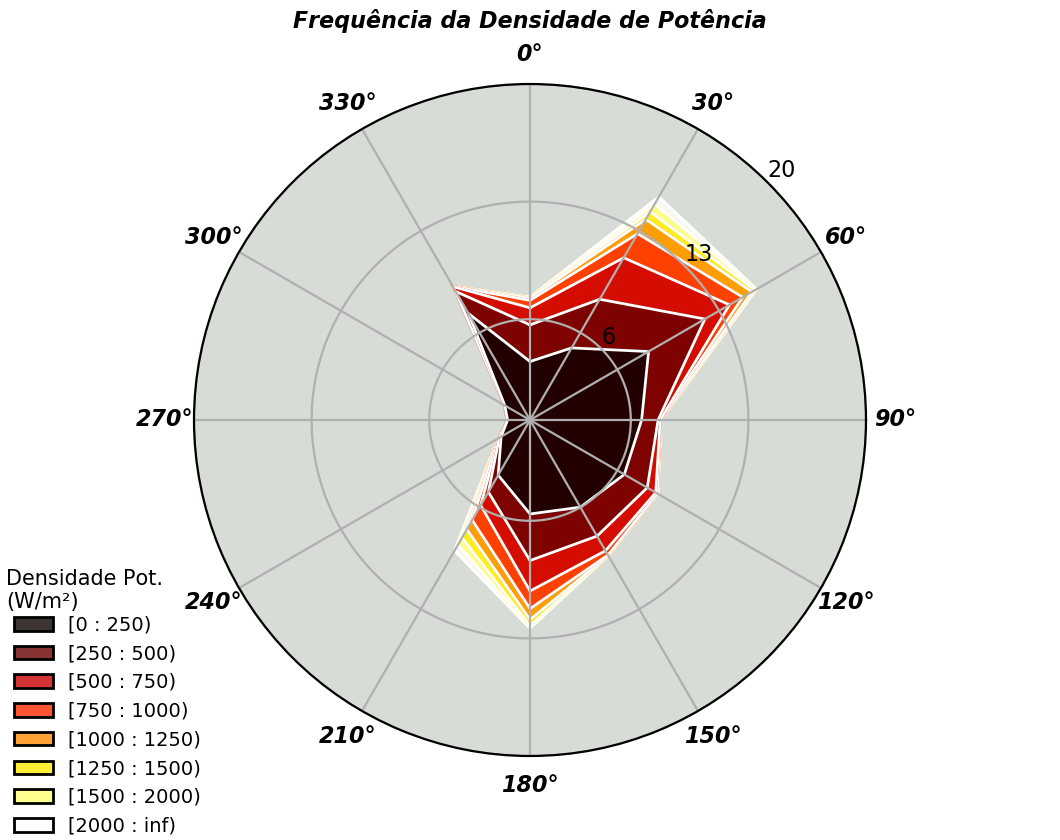 Frequência da Densidade de Potência
0°
30°
60°
90°
120°
150°
180°
210°
240°
270°
300°
330°
6
13
20
Densidade Pot.
(W/m²)
[0 : 250)
[250 : 500)
[500 : 750)
[750 : 1000)
[1000 : 1250)
[1250 : 1500)
[1500 : 2000)
[2000 : inf)